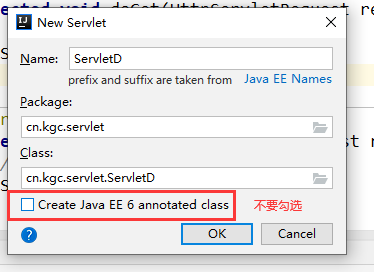 ected void doGet(HttpServletRequest re
New Servlet
Name: ServletD
prefix and suffix are taken from Java EE Names
Package:
cn.kgc.servlet
Class:
cn.kgc.servlet.ServletD
Create Java EE 6 annotated class 不要勾选
? OK Cancel